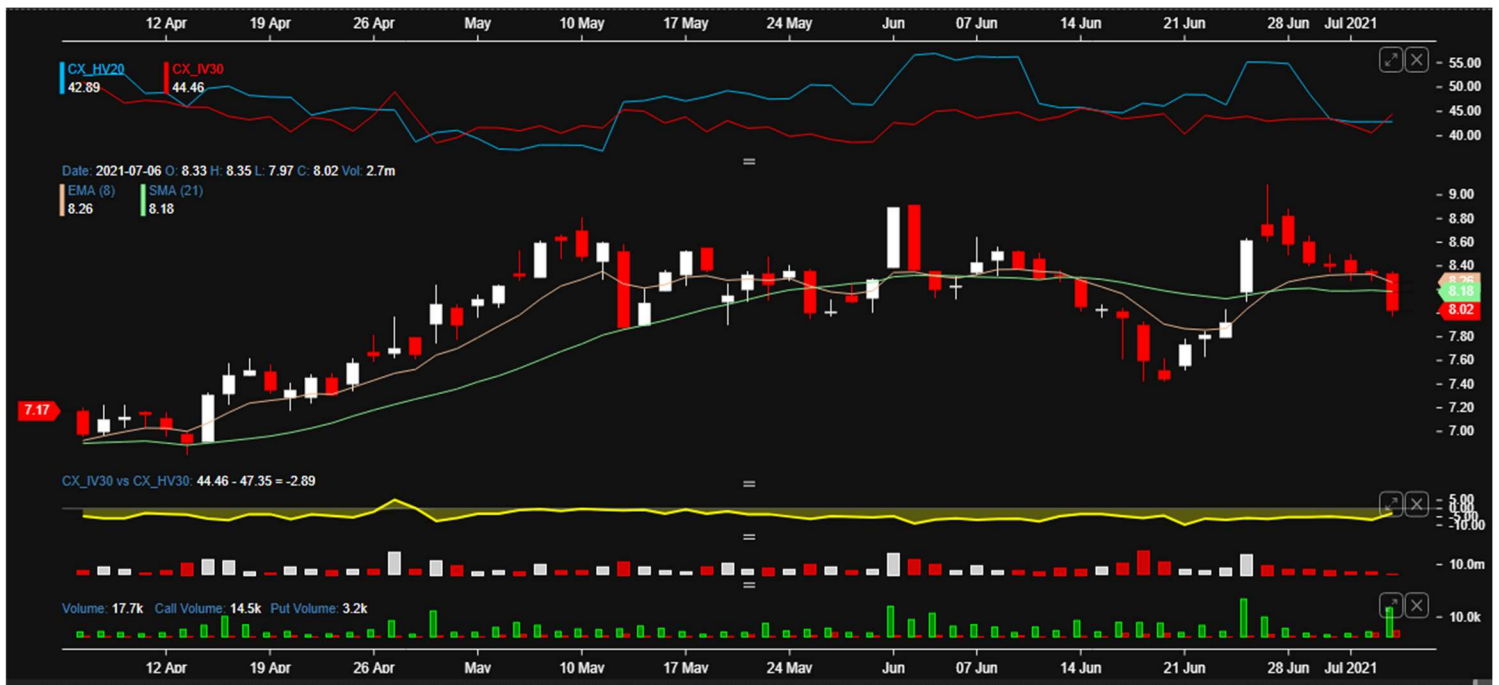 12 Apr 19 Apr 26 Apr May 10 May 17 May 24 May Jun 07 Jun 14 Jun 21 Jun 28 Jun Jul 2021
CX_HV20 CX_IV30
42.89 44.46
55.00
50.00
45.00
40.00
Date: 2021-07-06 O: 8.33 H: 8.35 L: 7.97 C: 8.02 Vol: 2.7m
EMA (8) SMA (21)
8.26 8.18
9.00
8.80
8.60
8.40
8.26
8.18
8.02
7.80
7.60
7.40
7.20
7.00
7.17
CX_IV30 vs CX_HV30: 44.46 - 47.35 = -2.89
5.00
0.00
-5.00
-10.00
10.0m
Volume: 17.7k Call Volume: 14.5k Put Volume: 3.2k
10.0k
12 Apr 19 Apr 26 Apr May 10 May 17 May 24 May Jun 07 Jun 14 Jun 21 Jun 28 Jun Jul 2021